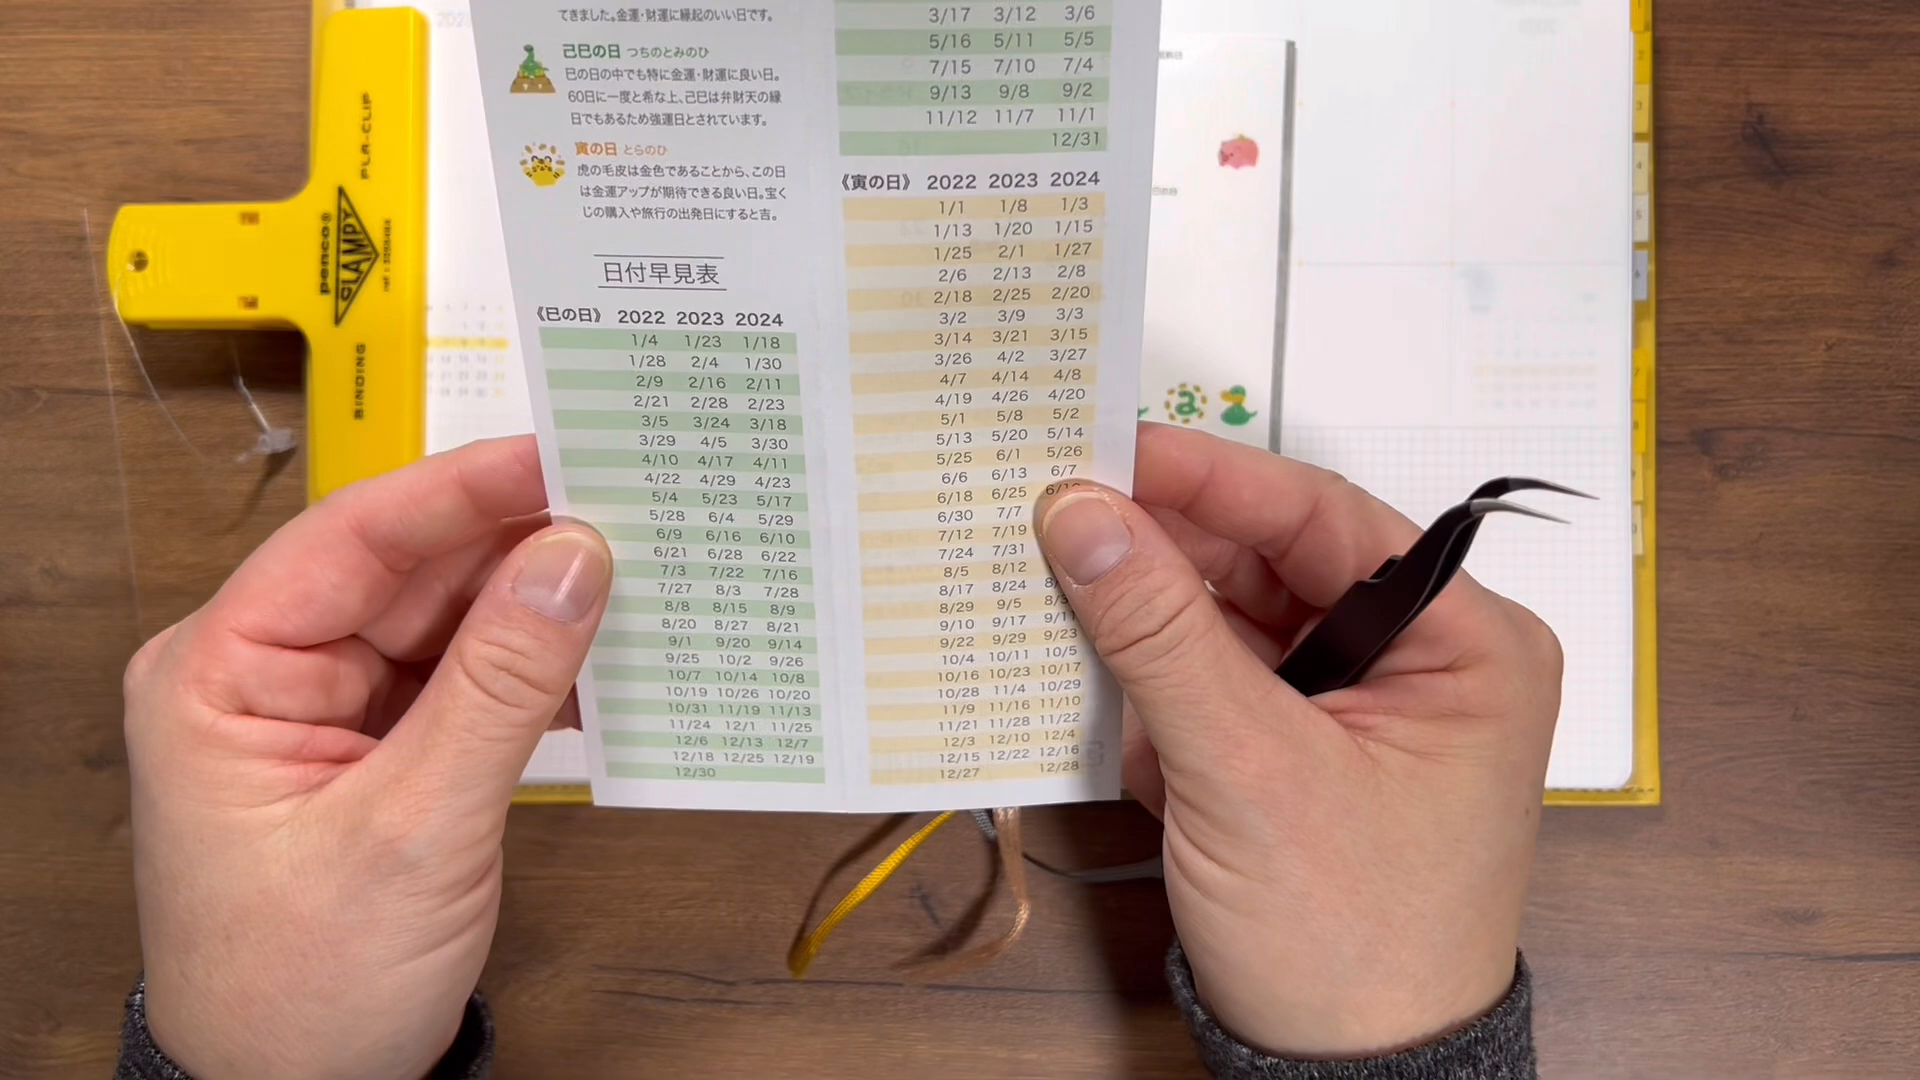 てきました。金運・財運に縁起のいい日です。
己巳の日 つちのとみのひ
巳の日の中でも特に金運・財運に良い日。
60日に一度と希な上、己巳は弁財天の縁
日でもあるため強運日とされています。
寅の日 とらのひ
虎の毛皮は金色であることから、この日
は金運アップが期待できる良い日。宝く
じの購入や旅行の出発日にすると吉。
日付早見表
《巳の日》 2022 2023 2024
1/4 1/23 1/18
1/28 2/4 1/30
2/9 2/16 2/11
2/21 2/28 2/23
3/5 3/24 3/18
3/29 4/5 3/30
4/10 4/17 4/11
4/22 4/29 4/23
5/4 5/23 5/17
5/28 6/4 5/29
6/9 6/16 6/10
6/21 6/28 6/22
7/3 7/22 7/16
7/27 8/3 7/28
8/8 8/15 8/9
8/20 8/27 8/21
9/1 9/20 9/14
9/25 10/2 9/26
10/7 10/14 10/8
10/19 10/26 10/20
10/31 11/19 11/13
11/24 12/1 11/25
12/6 12/13 12/7
12/18 12/25 12/19
12/30
3/17 3/12 3/6
5/16 5/11 5/5
7/15 7/10 7/4
9/13 9/8 9/2
11/12 11/7 11/1
12/31
《寅の日》 2022 2023 2024
1/1 1/8 1/3
1/13 1/20 1/15
1/25 2/1 1/27
2/6 2/13 2/8
2/18 2/25 2/20
3/2 3/9 3/3
3/14 3/21 3/15
3/26 4/2 3/27
4/7 4/14 4/8
4/19 4/26 4/20
5/1 5/8 5/2
5/13 5/20 5/14
5/25 6/1 5/26
6/6 6/13 6/7
6/18 6/25
6/30 7/7
7/12 7/19
7/24 7/31
8/5 8/12
8/17 8/24
8/29 9/5
9/10 9/17 9/11
9/22 9/29 9/23
10/4 10/11 10/5
10/16 10/23 10/17
10/28 11/4 10/29
11/9 11/16 11/10
11/21 11/28 11/22
12/3 12/10 12/4
12/15 12/22 12/16
12/27 12/28
PLA-CLIP
penco®
CLAMPY
BINDING